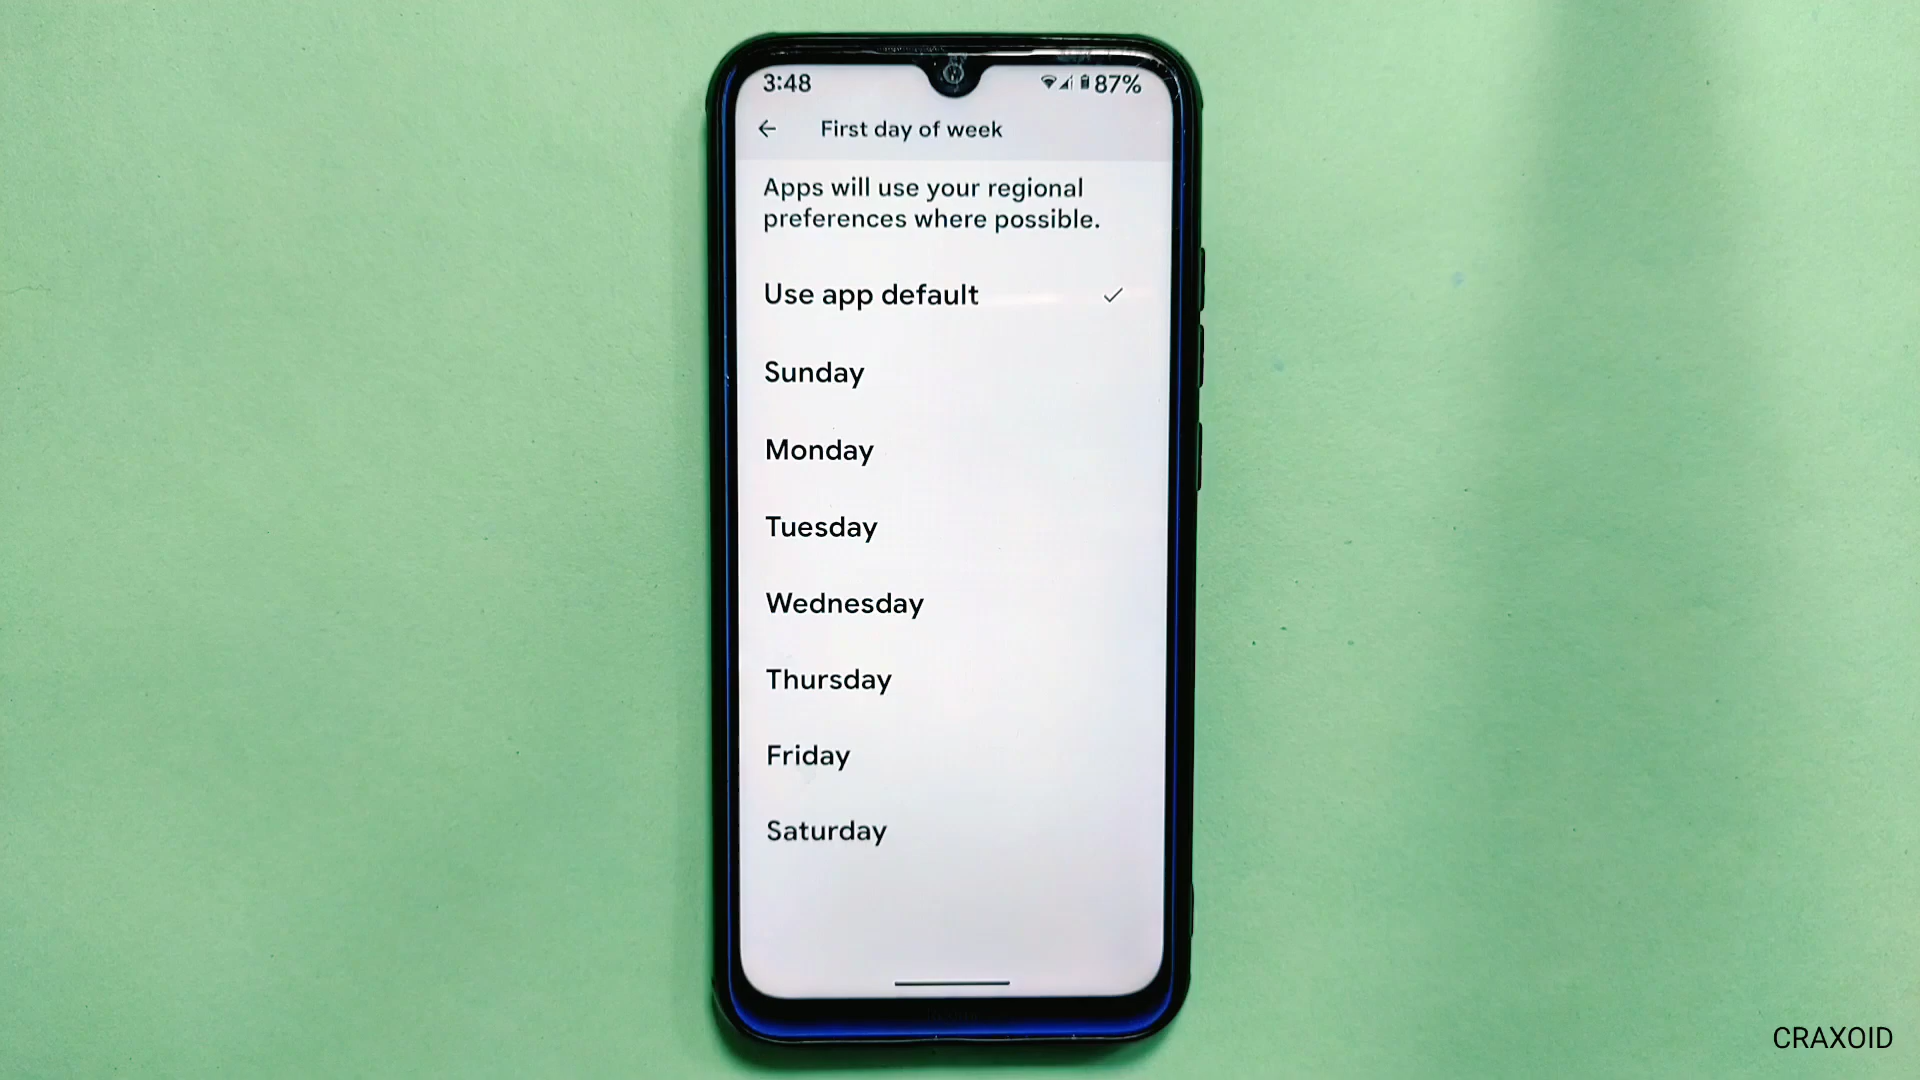 3:48
87%
First day of week
Apps will use your regional
preferences where possible.
Use app default
Sunday
Monday
Tuesday
Wednesday
Thursday
Friday
Saturday
CRAXOID